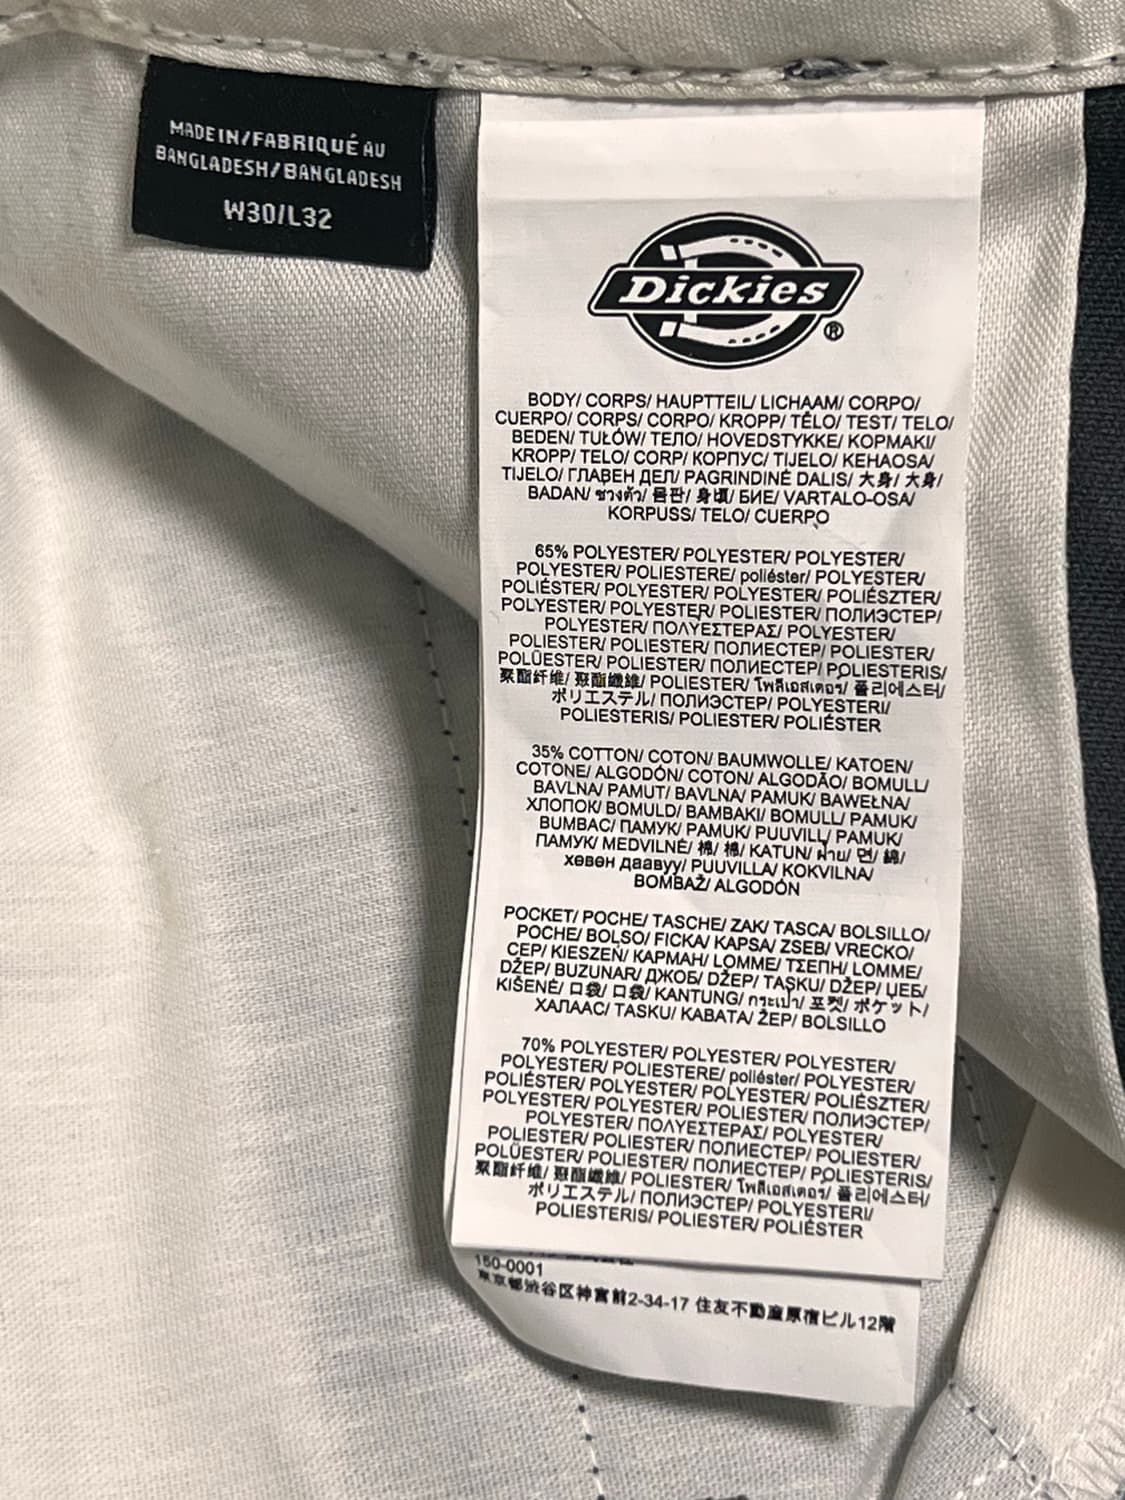 MADE IN/FABRIQUÉ AU
BANGLADESH/BANGLADESH
W30/L32
Dickies®
BODY/ CORPS/ HAUPTTEIL/ LICHAAM/ CORPO/
CUERPO/ CORPS/ CORPO/ KROPP/ TĚLO/ TEST/ TELO/
BEDEN/ TUŁÓW/ ТЕЛО/ HOVEDSTYKKE/ ΚΟΡΜΑΚΙ/
KROPP/ TELO/ CORP/ КОРПУС/ TIJELO/ KEHAOSA/
TIJELO/ ГЛАВЕН ДЕЛ/ PAGRINDINĖ DALIS/ 大身/ 大身/
BADAN/ ช่วงตัว/ 몸판/ 身頃/ БИЕ/ VARTALO-OSA/
KORPUSS/ TELO/ CUERPO
65% POLYESTER/ POLYESTER/ POLYESTER/
POLYESTER/ POLIESTERE/ poliéster/ POLYESTER/
POLIÉSTER/ POLYESTER/ POLYESTER/ POLIÉSZTER/
POLYESTER/ POLYESTER/ POLIESTER/ ПОЛИЭСТЕР/
POLYESTER/ ΠΟΛΥΕΣΤΕΡΑΣ/ POLYESTER/
POLIESTER/ POLIESTER/ ПОЛИЕСТЕР/ POLIESTER/
POLÜESTER/ POLIESTER/ ПОЛИЕСТЕР/ POLIESTERIS/
聚酯纤维/ 聚酯纖維/ POLIESTER/ โพลีเอสเตอร์/ 폴리에스터/
ポリエステル/ ПОЛИЭСТЕР/ POLYESTERI/
POLIESTERIS/ POLIESTER/ POLIÉSTER
35% COTTON/ COTON/ BAUMWOLLE/ KATOEN/
COTONE/ ALGODÓN/ COTON/ ALGODÃO/ BOMULL/
BAVLNA/ PAMUT/ BAVLNA/ PAMUK/ BAWEŁNA/
ХЛОПОК/ BOMULD/ ΒΑΜΒΑΚΙ/ BOMULL/ PAMUK/
BUMBAC/ ПАМУК/ PAMUK/ PUUVILL/ PAMUK/
ПАМУК/ MEDVILNĖ/ 棉/ 棉/ KATUN/ ฝ้าย/ 면/ 綿/
хөвөн даавуу/ PUUVILLA/ KOKVILNA/
BOMBAŽ/ ALGODÓN
POCKET/ POCHE/ TASCHE/ ZAK/ TASCA/ BOLSILLO/
POCHE/ BOLSO/ FICKA/ KAPSA/ ZSEB/ VRECKO/
CEP/ KIESZEŃ/ КАРМАН/ LOMME/ ΤΣΕΠΗ/ LOMME/
DŽEP/ BUZUNAR/ ДЖОБ/ DŽEP/ TASKU/ DŽEP/ ЏЕБ/
KIŠENĖ/ 口袋/ 口袋/ KANTUNG/ กระเป๋า/ 포켓/ ポケット/
ХАЛААС/ TASKU/ KABATA/ ŽEP/ BOLSILLO
70% POLYESTER/ POLYESTER/ POLYESTER/
POLYESTER/ POLIESTERE/ poliéster/ POLYESTER/
POLIÉSTER/ POLYESTER/ POLYESTER/ POLIÉSZTER/
POLYESTER/ POLYESTER/ POLIESTER/ ПОЛИЭСТЕР/
POLYESTER/ ΠΟΛΥΕΣΤΕΡΑΣ/ POLYESTER/
POLIESTER/ POLIESTER/ ПОЛИЕСТЕР/ POLIESTER/
POLÜESTER/ POLIESTER/ ПОЛИЕСТЕР/ POLIESTERIS/
聚酯纤维/ 聚酯纖維/ POLIESTER/ โพลีเอสเตอร์/ 폴리에스터/
ポリエステル/ ПОЛИЭСТЕР/ POLYESTERI/
POLIESTERIS/ POLIESTER/ POLIÉSTER
150-0001
東京都渋谷区神宮前2-34-17 住友不動産原宿ビル12階